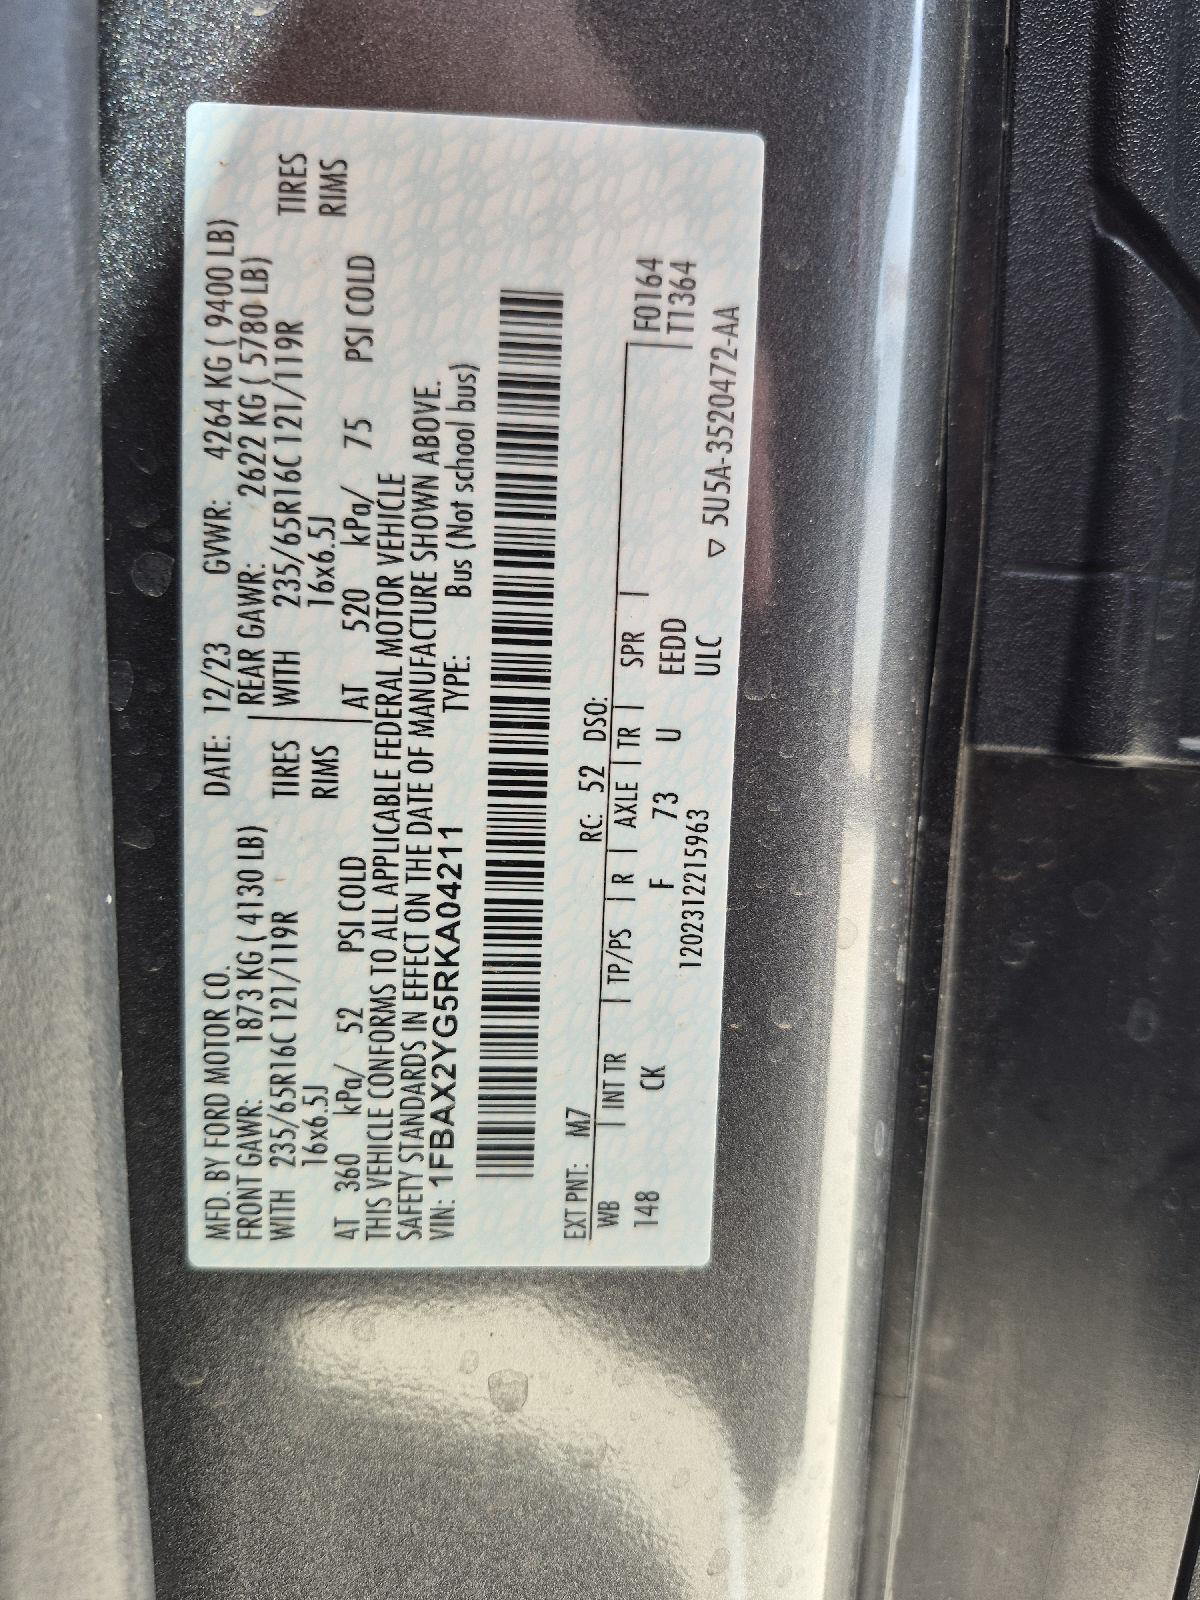 MFD. BY FORD MOTOR CO. DATE: 12/23 GVWR: 4264 KG ( 9400 LB)
FRONT GAWR: 1873 KG ( 4130 LB) REAR GAWR: 2622 KG ( 5780 LB)
WITH 235/65R16C 121/119R TIRES WITH 235/65R16C 121/119R TIRES
16x6.5J RIMS 16x6.5J RIMS
AT 360 kPa/ 52 PSI COLD AT 520 kPa/ 75 PSI COLD
THIS VEHICLE CONFORMS TO ALL APPLICABLE FEDERAL MOTOR VEHICLE
SAFETY STANDARDS IN EFFECT ON THE DATE OF MANUFACTURE SHOWN ABOVE.
VIN: 1FBAX2YG5RKA04211 TYPE: Bus (Not school bus)
EXT PNT: M7 RC: 52 DSO:
WB | INT TR | TP/PS | R | AXLE | TR | SPR | F0164
148 CK F 73 U EEDD T1364
1202312215963 ULC ▽ 5U5A-3520472-AA